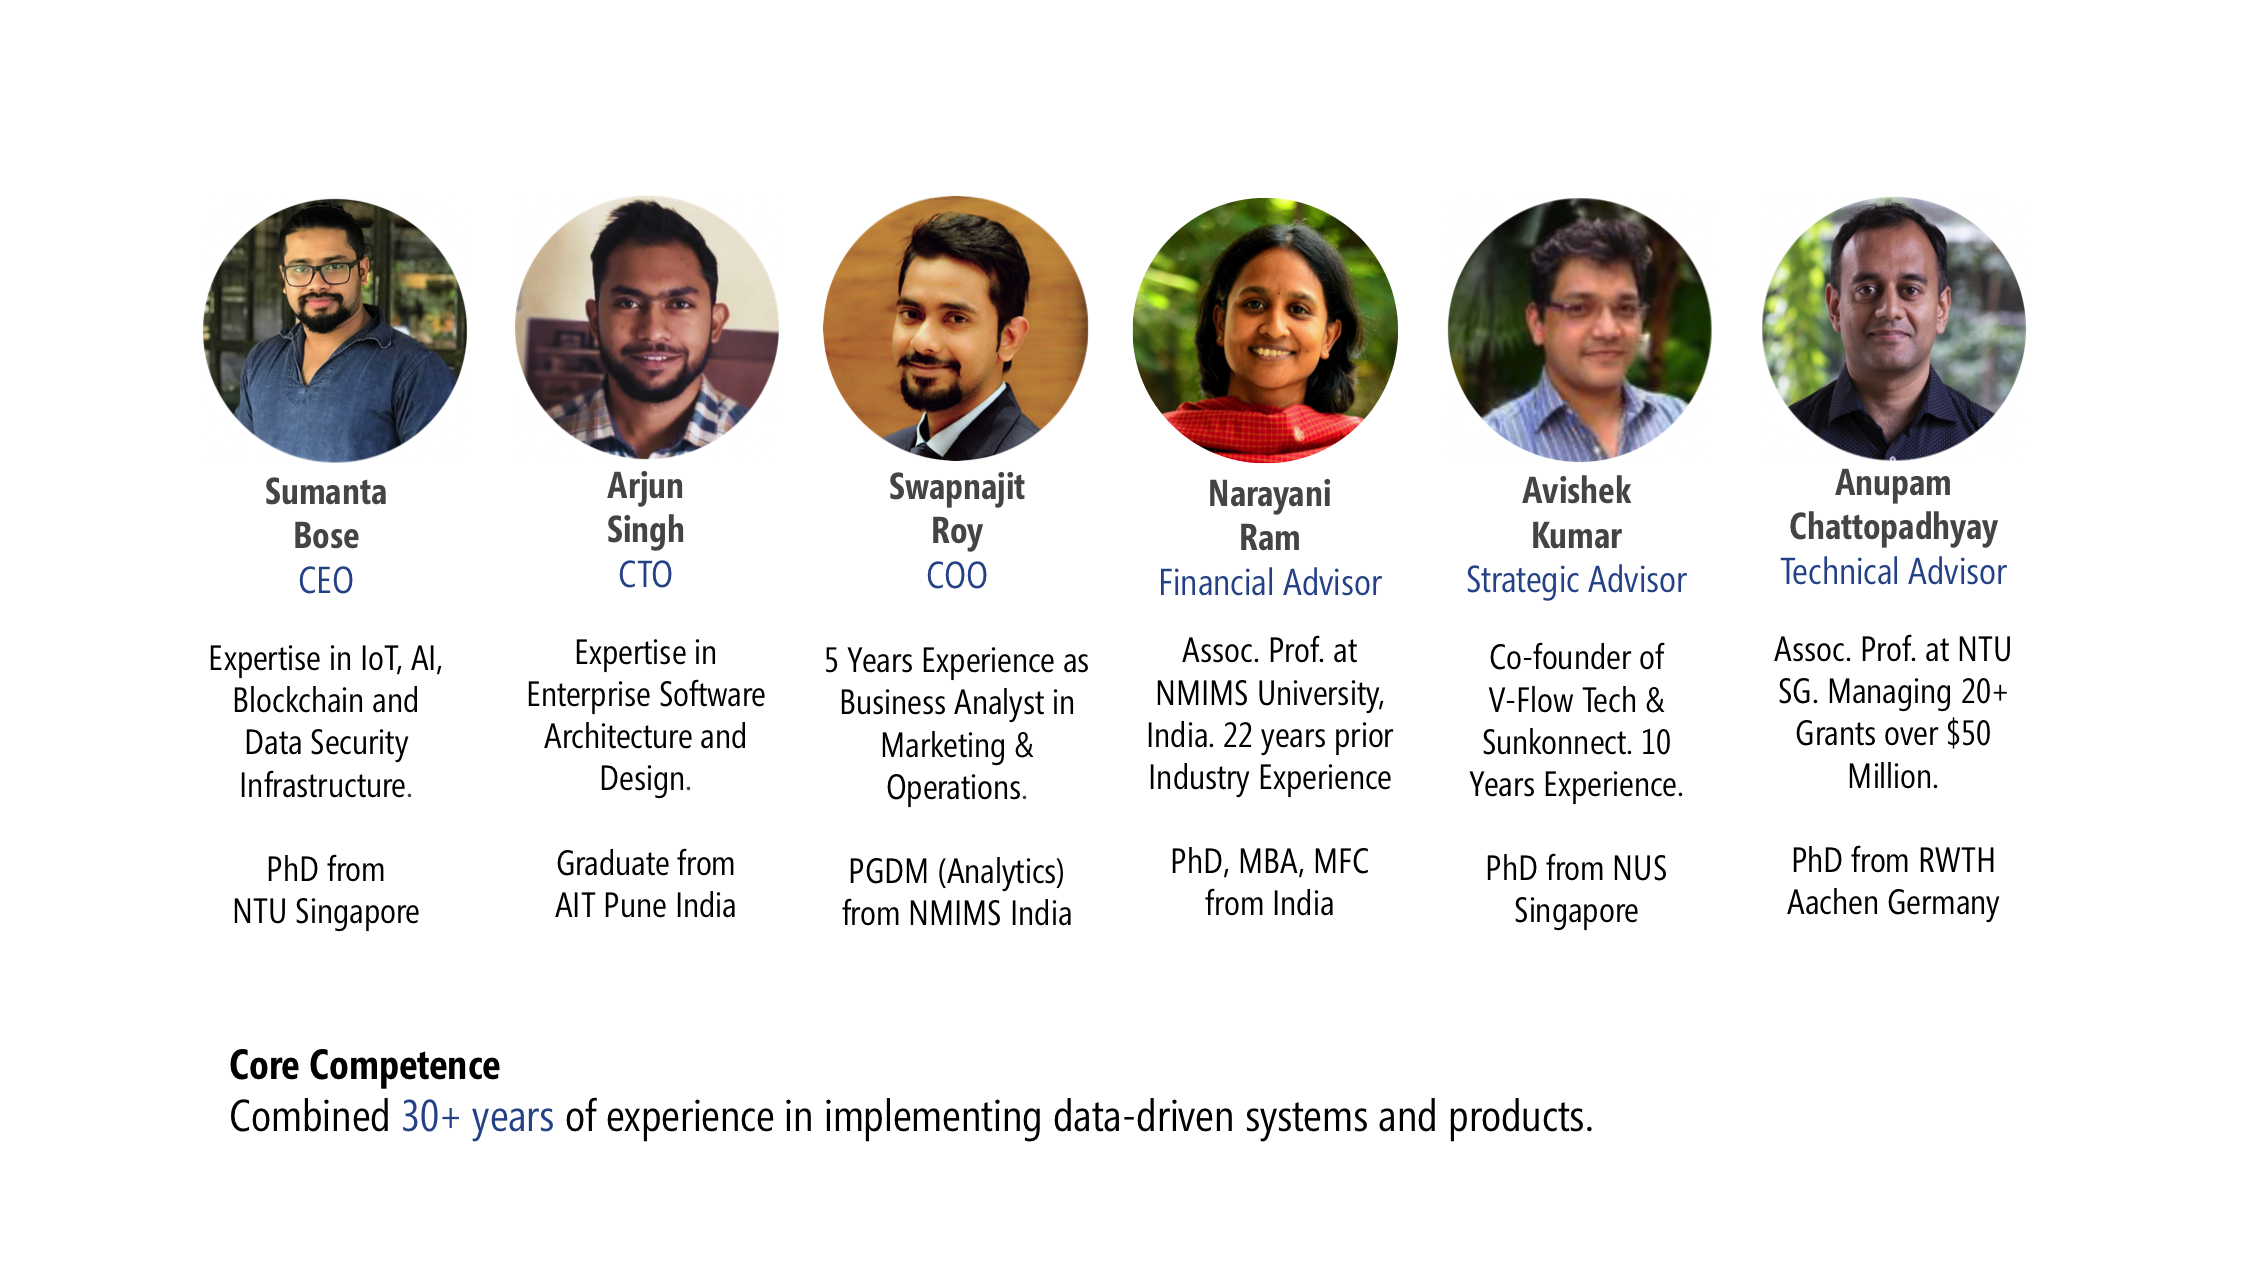 Sumanta
Bose
CEO
Expertise in IoT, AI,
Blockchain and
Data Security
Infrastructure.
PhD from
NTU Singapore
Arjun
Singh
CTO
Expertise in
Enterprise Software
Architecture and
Design.
Graduate from
AIT Pune India
Swapnajit
Roy
COO
5 Years Experience as
Business Analyst in
Marketing &
Operations.
PGDM (Analytics)
from NMIMS India
Narayani
Ram
Financial Advisor
Assoc. Prof. at
NMIMS University,
India. 22 years prior
Industry Experience
PhD, MBA, MFC
from India
Avishek
Kumar
Strategic Advisor
Co-founder of
V-Flow Tech &
Sunkonnect. 10
Years Experience.
PhD from NUS
Singapore
Anupam
Chattopadhyay
Technical Advisor
Assoc. Prof. at NTU
SG. Managing 20+
Grants over $50
Million.
PhD from RWTH
Aachen Germany
Core Competence
Combined 30+ years of experience in implementing data-driven systems and products.